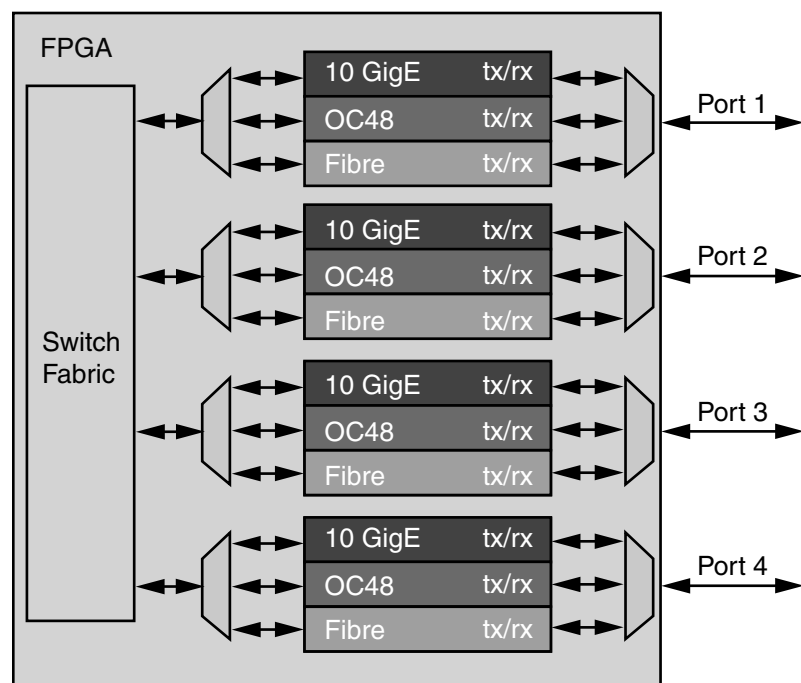 FPGA
10 GigE tx/rx
OC48 tx/rx
Fibre tx/rx
Port 1
10 GigE tx/rx
OC48 tx/rx
Fibre tx/rx
Port 2
Switch
Fabric
10 GigE tx/rx
OC48 tx/rx
Fibre tx/rx
Port 3
10 GigE tx/rx
OC48 tx/rx
Fibre tx/rx
Port 4